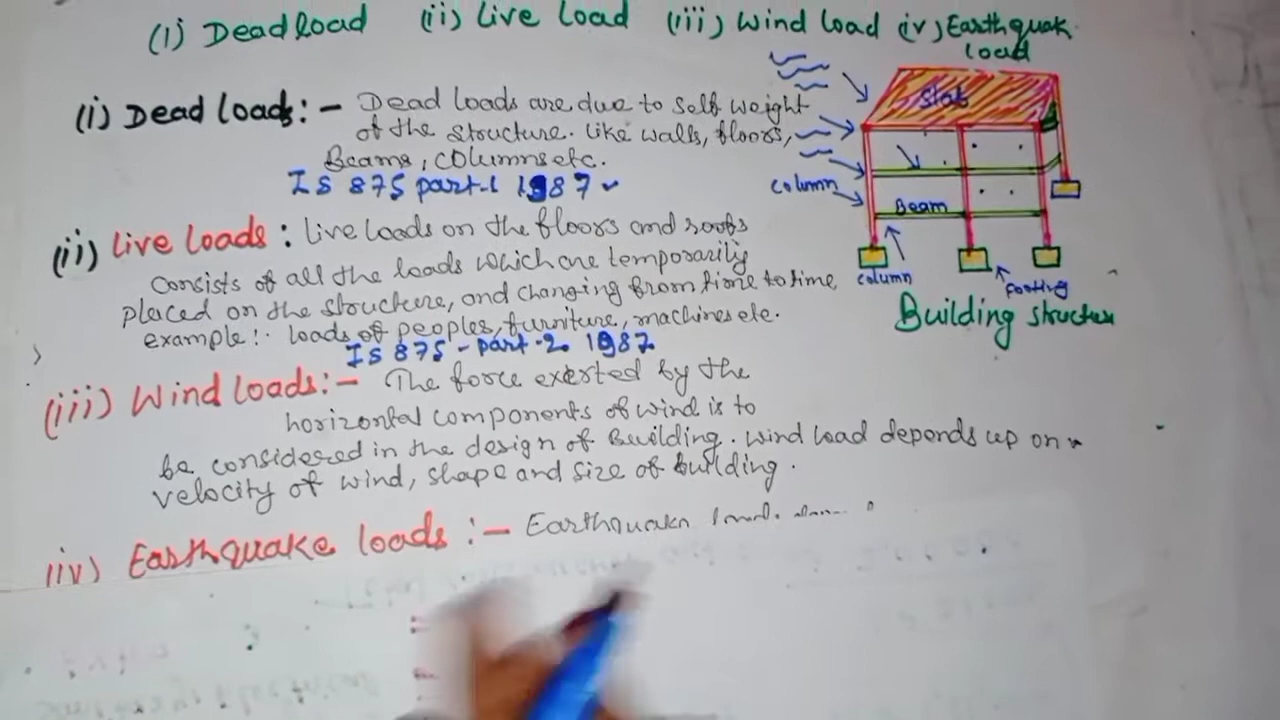 (i) Dead load (ii) Live Load (iii) Wind Load (iv) Earthquak
load
(i) Dead loads:- Dead loads are due to self weight
of the structure. Like walls, floors,
Beams, columns etc.
IS 875 part-1 1987
(ii) Live Loads: Live loads on the floors and roofs
Consists of all the loads which are temporarily
placed on the structure, and changing from time to time,
example:- loads of peoples, furniture, machines etc.
IS 875 - part-2 1987
(iii) Wind loads:- The force exerted by the
horizontal components of wind is to
be considered in the design of Building. Wind load depends up on
velocity of wind, shape and size of building.
(iv) Earthquake loads:- Earthquake
Slab
column
Beam
column
footing
Building structure